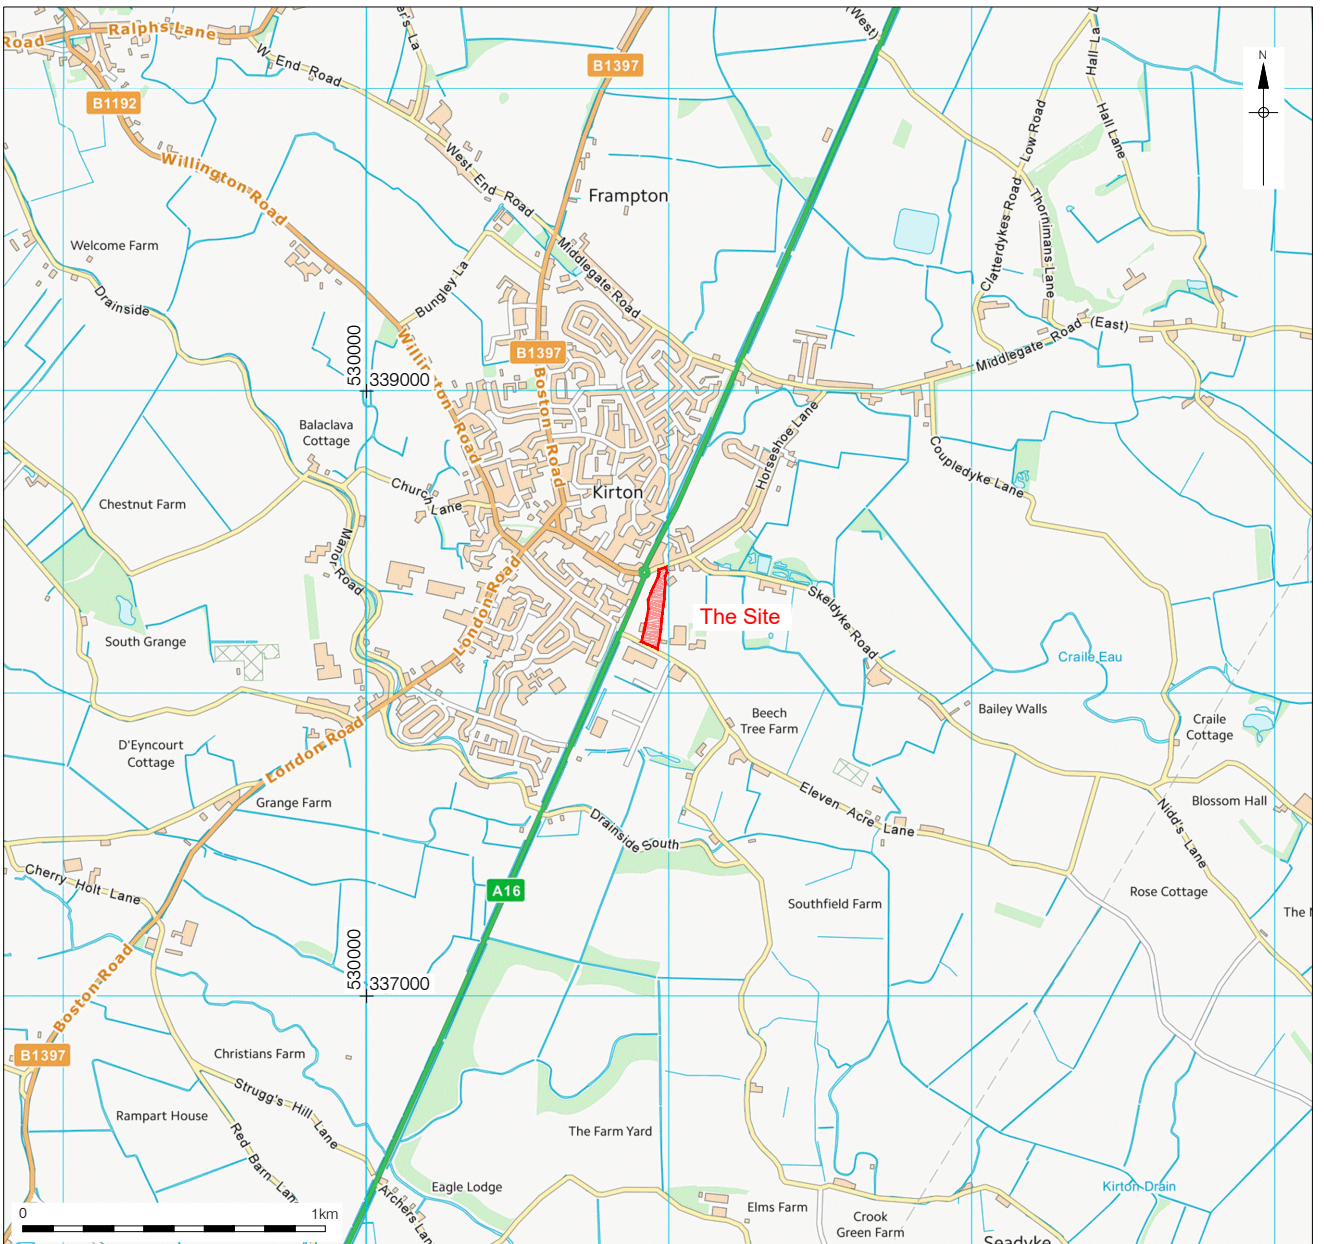 Road
Ralphs Lane
W. End Road
B1397
(West)
Hall La
N
B1192
Willington Road
West End Road
Frampton
Low Road
Hall Lane
Welcome Farm
Middlegate Road
Clatterdykes Road
Thornimans Lane
Drainside
Bungley La
Middlegate Road (East)
530000
339000
Willington Road
B1397
Boston Road
Balaclava
Cottage
Horseshoe Lane
Coupledyke Lane
Chestnut Farm
Church Lane
Kirton
Manor Road
London Road
The Site
Skeldyke Road
South Grange
Craile Eau
D'Eyncourt
Cottage
London Road
Beech
Tree Farm
Bailey Walls
Craile
Cottage
Grange Farm
Eleven Acre Lane
Blossom Hall
Nidd's Lane
Drainside South
Cherry Holt Lane
A16
Rose Cottage
Southfield Farm
The
Boston Road
530000
337000
B1397
Christians Farm
Strugg's Hill Lane
Rampart House
Red Barn Lan
The Farm Yard
Eagle Lodge
Archers Lan
Kirton Drain
Elms Farm
Crook
Green Farm
Seadyke
0
1km